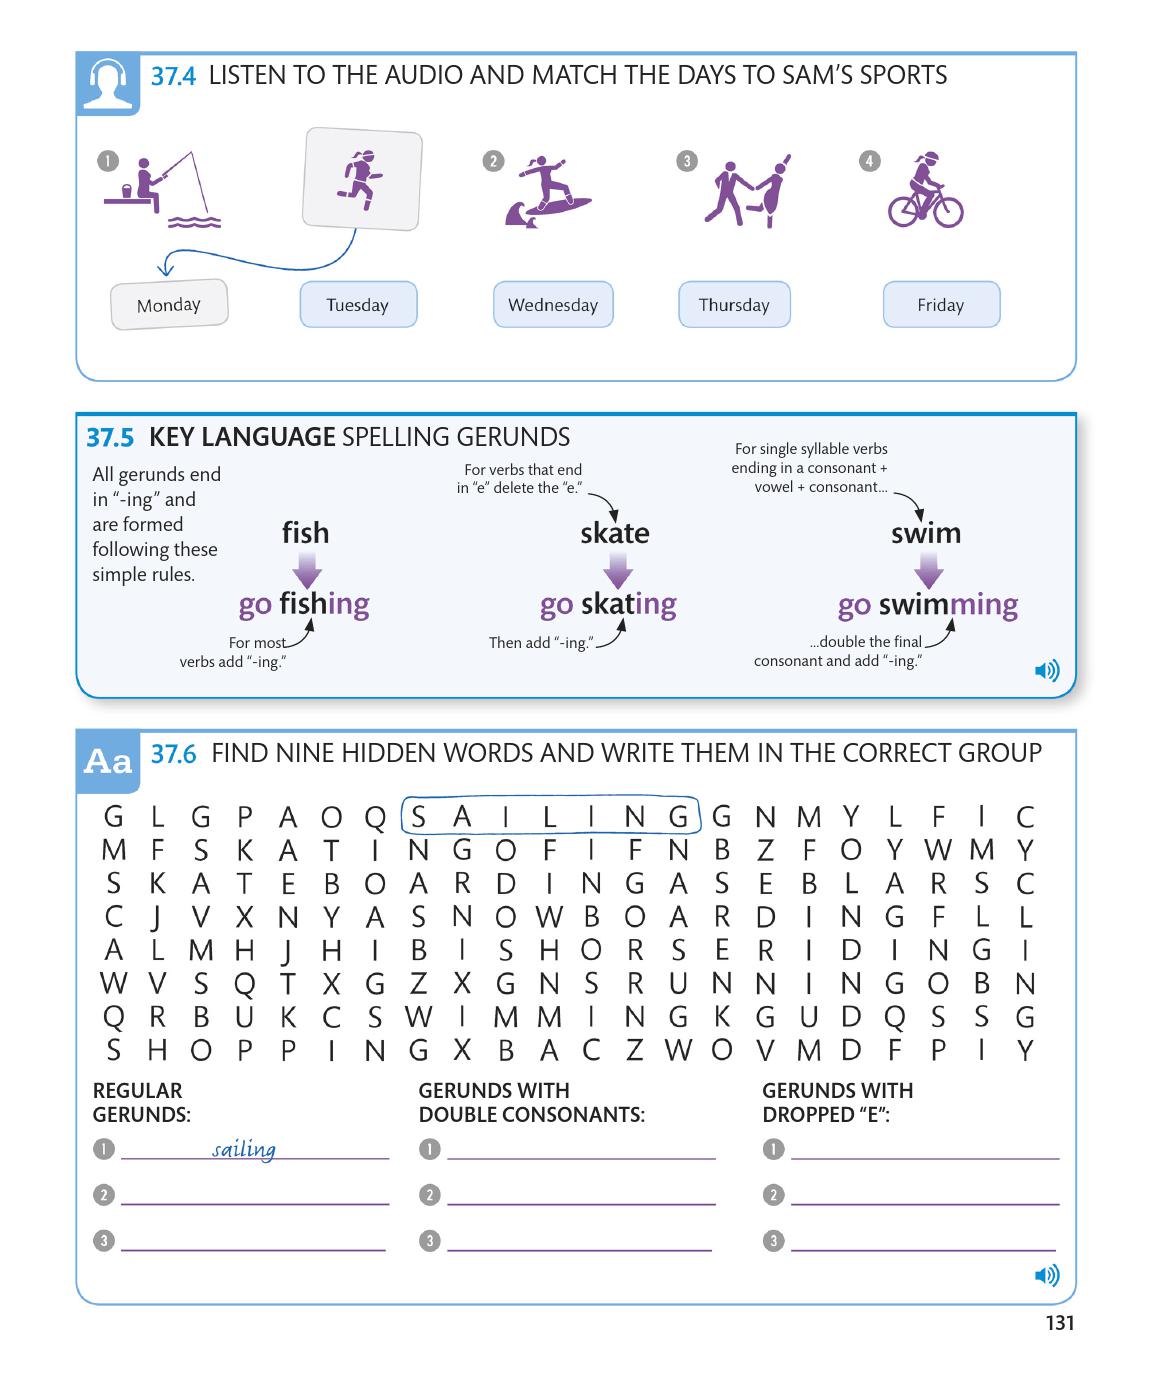 37.4 LISTEN TO THE AUDIO AND MATCH THE DAYS TO SAM'S SPORTS
1 2 3 4
Monday Tuesday Wednesday Thursday Friday
37.5 KEY LANGUAGE SPELLING GERUNDS
All gerunds end
in “-ing” and
are formed
following these
simple rules.
fish
go fishing
For most
verbs add “-ing.”
For verbs that end
in “e” delete the “e.”
skate
go skating
Then add “-ing.”
For single syllable verbs
ending in a consonant +
vowel + consonant...
swim
go swimming
...double the final
consonant and add “-ing.”
Aa 37.6 FIND NINE HIDDEN WORDS AND WRITE THEM IN THE CORRECT GROUP
G L G P A O Q S A I L I N G G N M Y L F I C
M F S K A T I N G O F I F N B Z F O Y W M Y
S K A T E B O A R D I N G A S E B L A R S C
C J V X N Y A S N O W B O A R D I N G F L L
A L M H J H I B I S H O R S E R I D I N G I
W V S Q T X G Z X G N S R U N N I N G O B N
Q R B U K C S W I M M I N G K G U D Q S S G
S H O P P I N G X B A C Z W O V M D F P I Y
REGULAR
GERUNDS:
1 sailing
2
3
GERUNDS WITH
DOUBLE CONSONANTS:
1
2
3
GERUNDS WITH
DROPPED “E”:
1
2
3
131